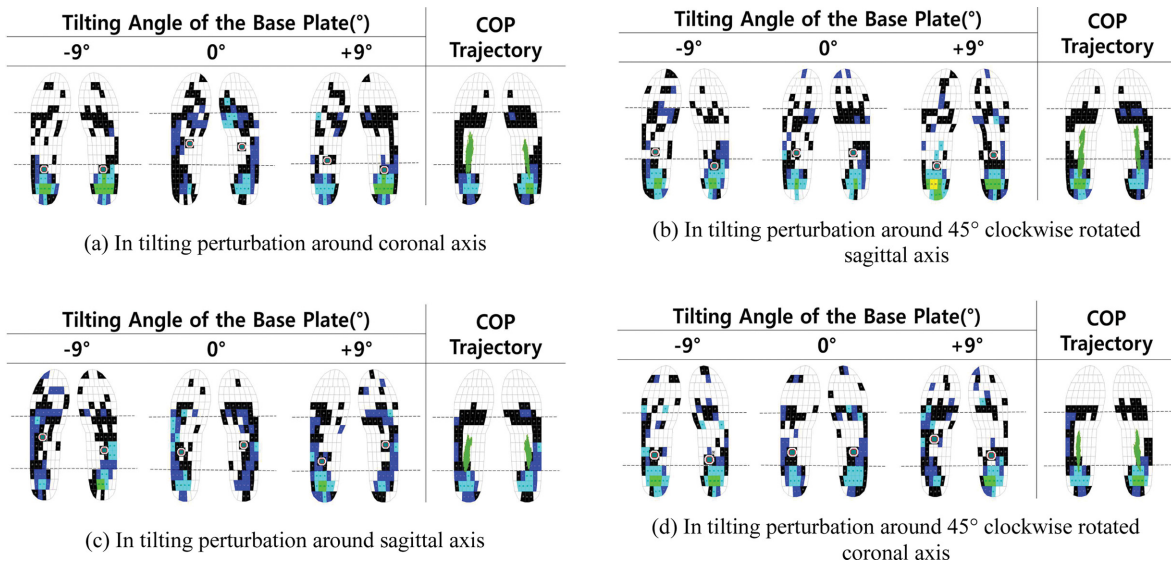 Tilting Angle of the Base Plate(°)
COP
Trajectory
-9°
0°
+9°
(a) In tilting perturbation around coronal axis
Tilting Angle of the Base Plate(°)
COP
Trajectory
-9°
0°
+9°
(b) In tilting perturbation around 45° clockwise rotated
sagittal axis
Tilting Angle of the Base Plate(°)
COP
Trajectory
-9°
0°
+9°
(c) In tilting perturbation around sagittal axis
Tilting Angle of the Base Plate(°)
COP
Trajectory
-9°
0°
+9°
(d) In tilting perturbation around 45° clockwise rotated
coronal axis